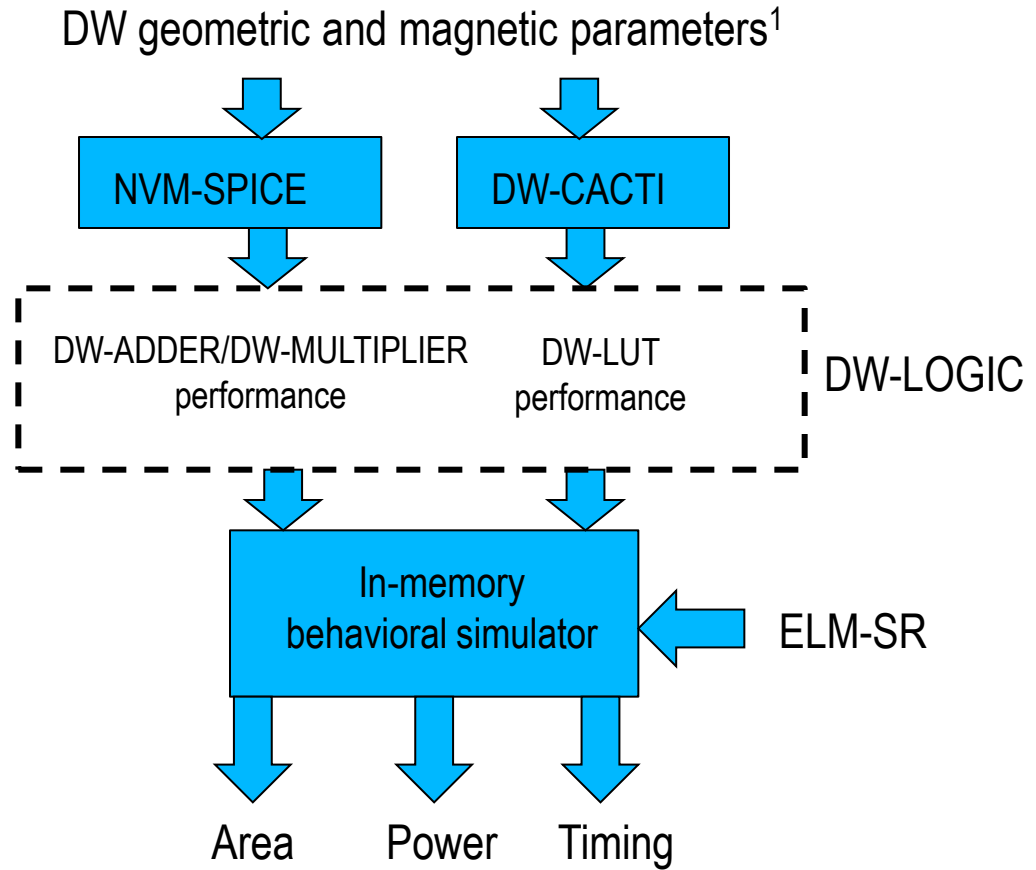 DW geometric and magnetic parameters¹
NVM-SPICE
DW-CACTI
DW-ADDER/DW-MULTIPLIER
performance
DW-LUT
performance
DW-LOGIC
In-memory
behavioral simulator
ELM-SR
Area
Power
Timing